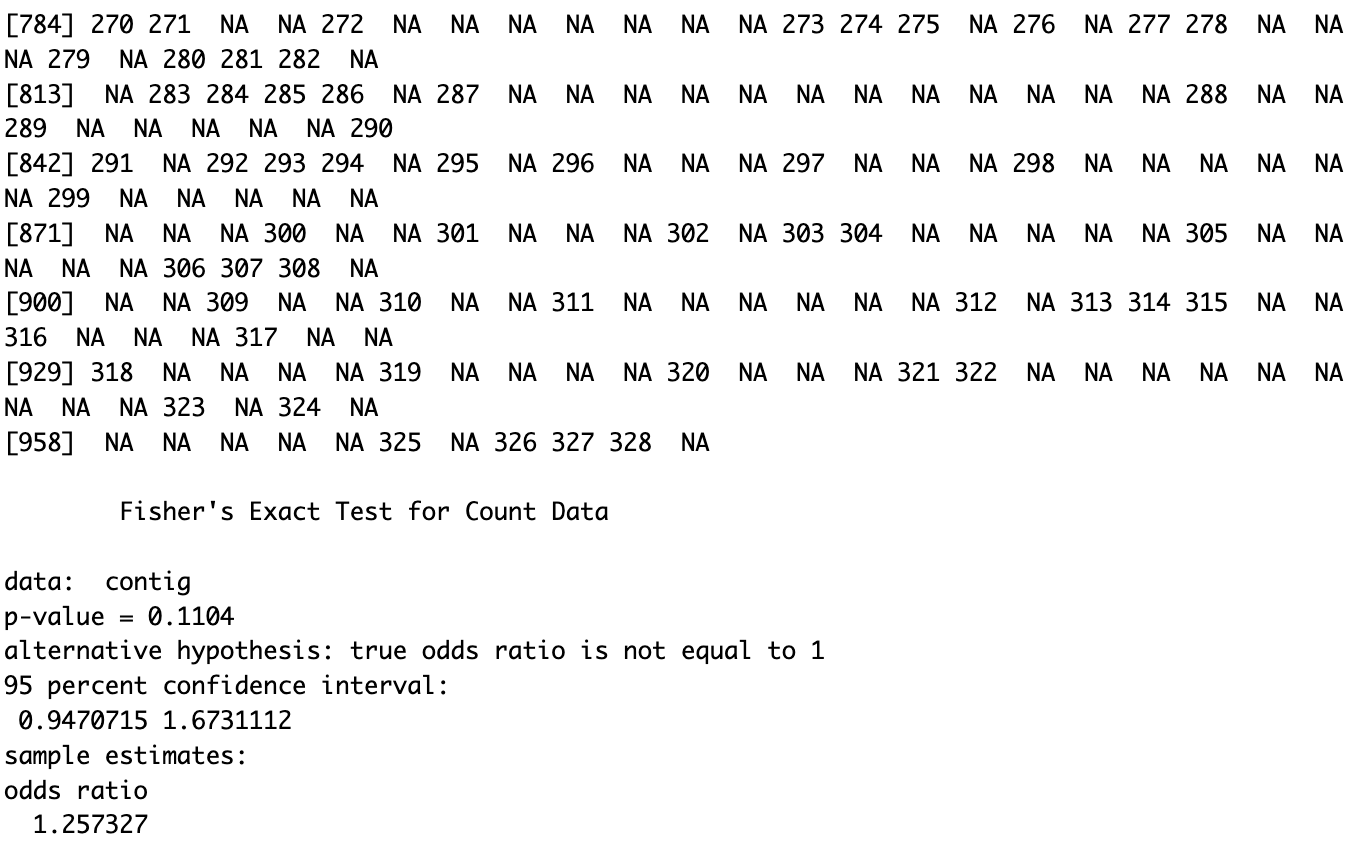 [784] 270 271  NA  NA 272  NA  NA  NA  NA  NA  NA  NA 273 274 275  NA 276  NA 277 278  NA  NA
NA 279  NA 280 281 282  NA
[813]  NA 283 284 285 286  NA 287  NA  NA  NA  NA  NA  NA  NA  NA  NA  NA  NA  NA 288  NA  NA
289  NA  NA  NA  NA  NA 290
[842] 291  NA 292 293 294  NA 295  NA 296  NA  NA  NA 297  NA  NA  NA 298  NA  NA  NA  NA  NA
NA 299  NA  NA  NA  NA  NA
[871]  NA  NA  NA 300  NA  NA 301  NA  NA  NA 302  NA 303 304  NA  NA  NA  NA  NA 305  NA  NA
NA  NA  NA 306 307 308  NA
[900]  NA  NA 309  NA  NA 310  NA  NA 311  NA  NA  NA  NA  NA  NA 312  NA 313 314 315  NA  NA
316  NA  NA  NA 317  NA  NA
[929] 318  NA  NA  NA  NA 319  NA  NA  NA  NA 320  NA  NA  NA 321 322  NA  NA  NA  NA  NA  NA
NA  NA  NA 323  NA 324  NA
[958]  NA  NA  NA  NA  NA 325  NA 326 327 328  NA
Fisher's Exact Test for Count Data
data:  contig
p-value = 0.1104
alternative hypothesis: true odds ratio is not equal to 1
95 percent confidence interval:
0.9470715 1.6731112
sample estimates:
odds ratio
1.257327